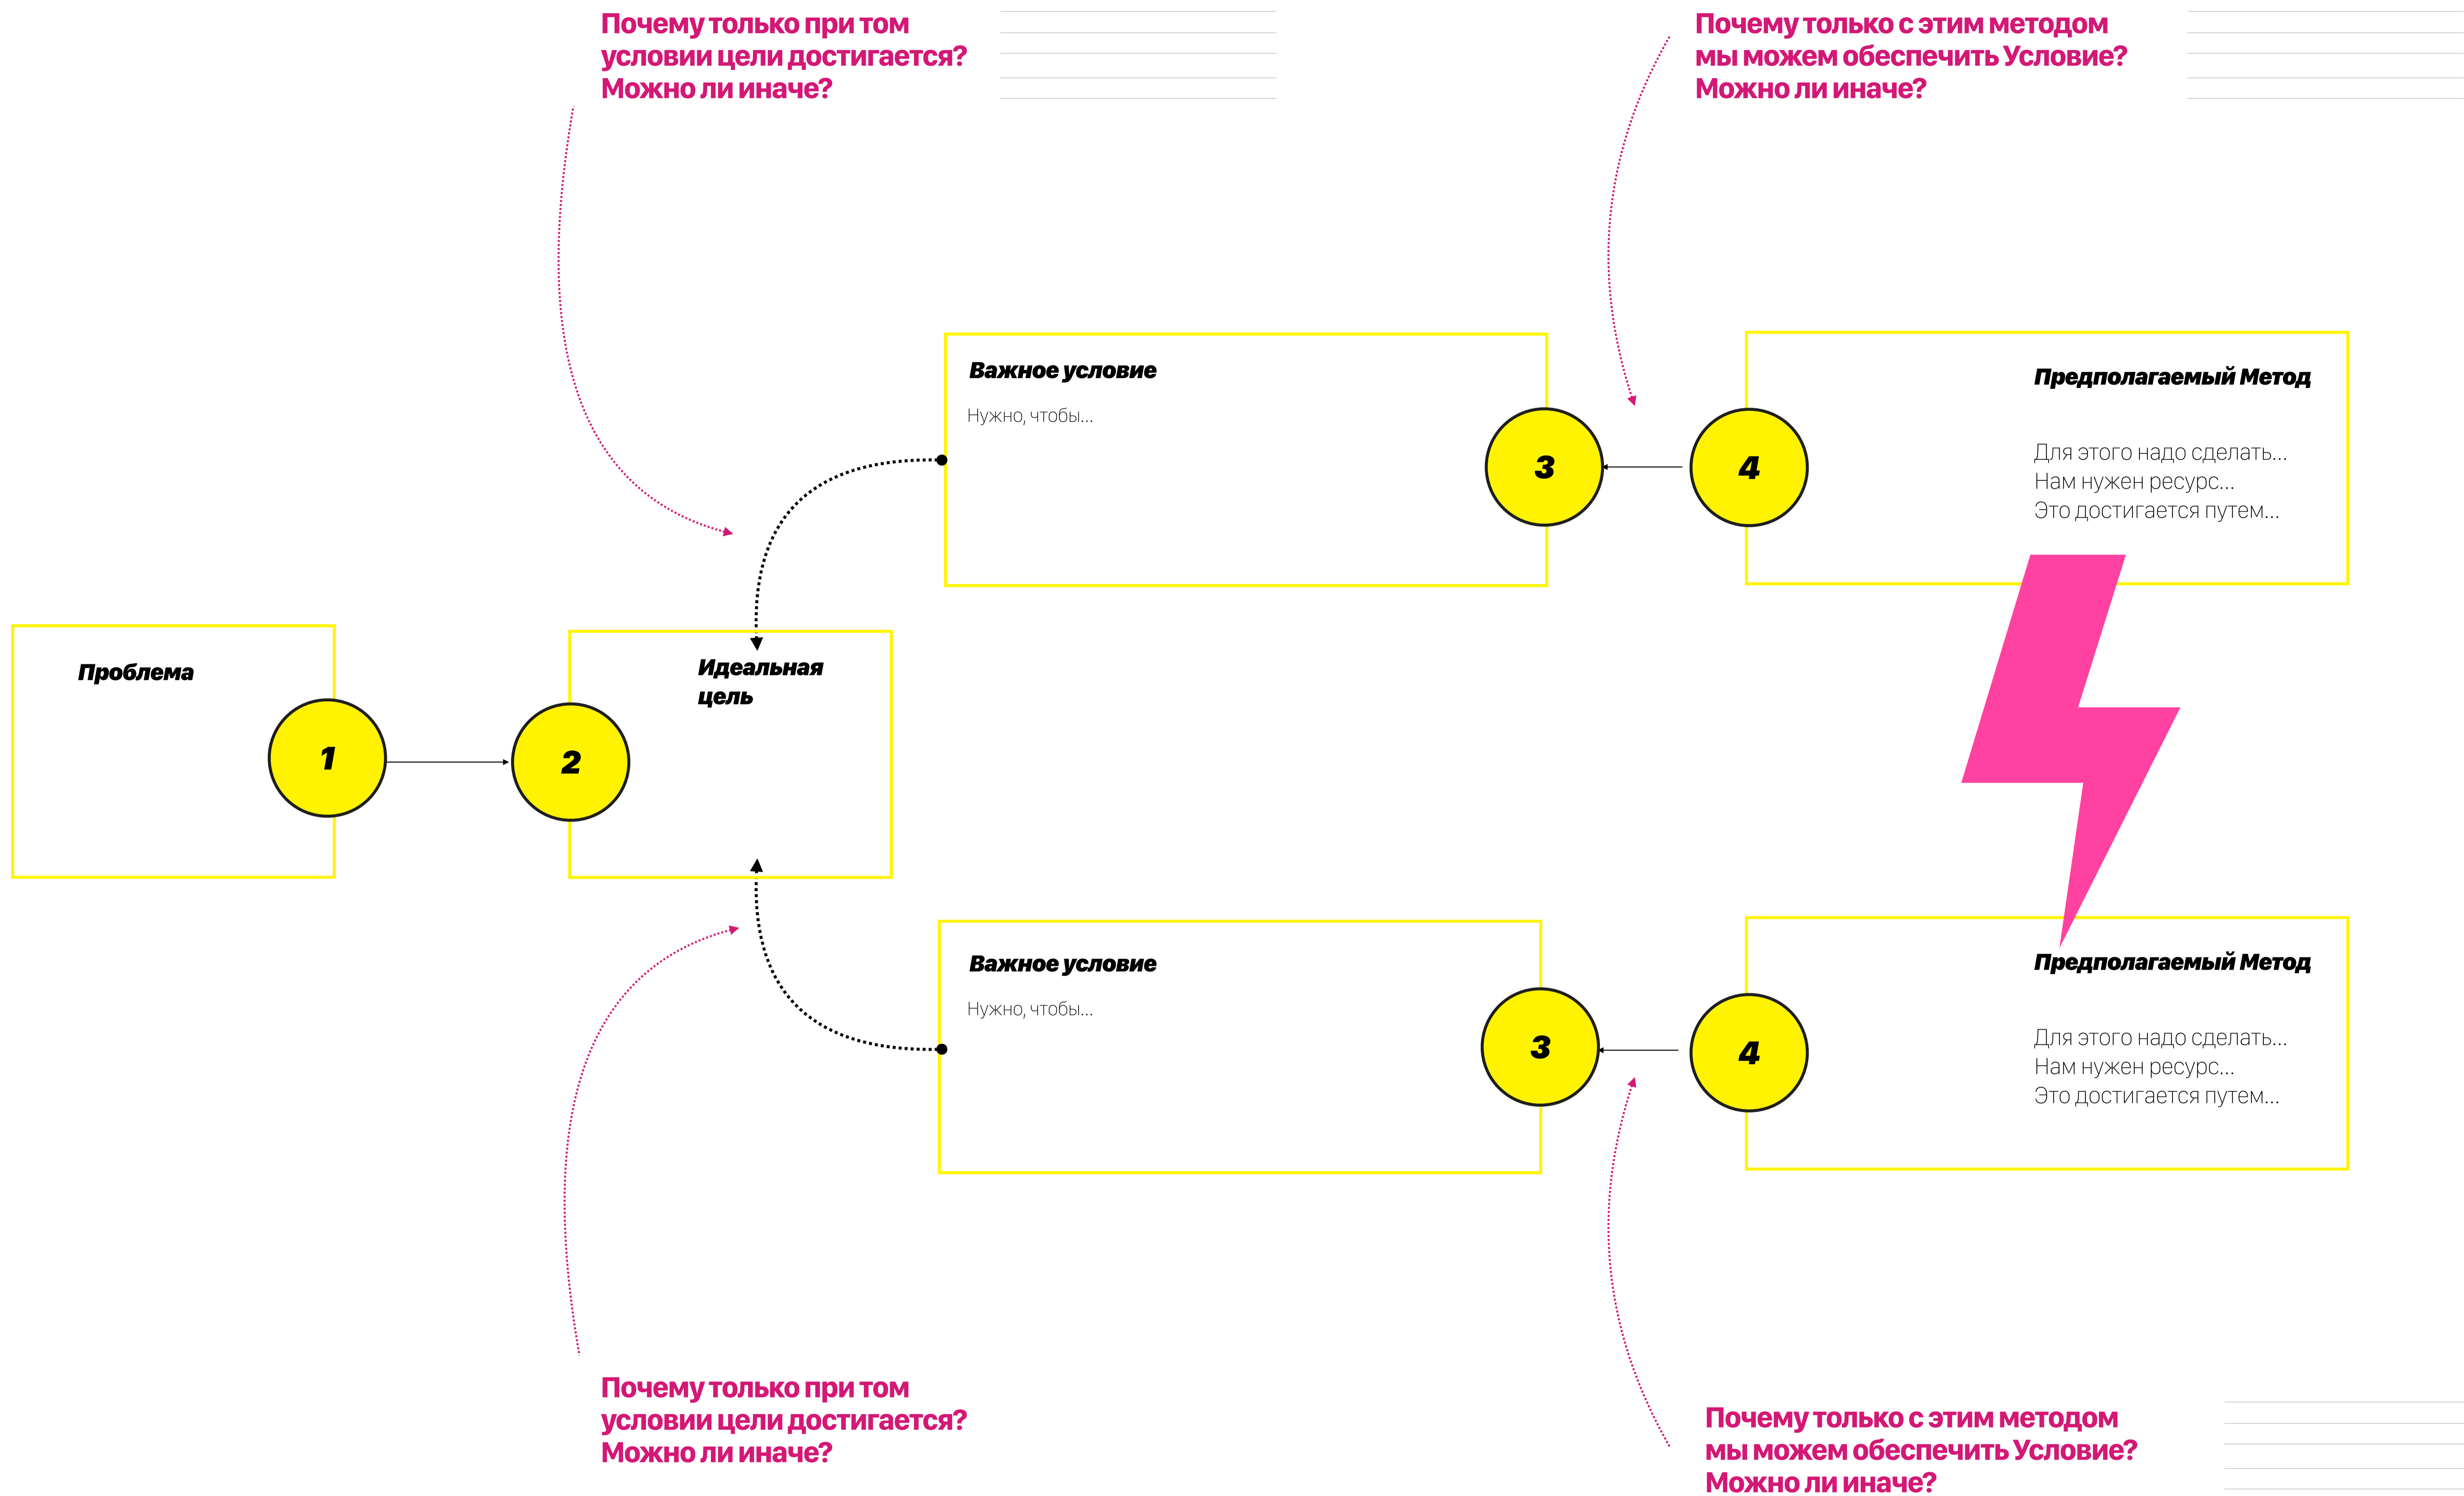 Почему только при том
условии цели достигается?
Можно ли иначе?
Почему только с этим методом
мы можем обеспечить Условие?
Можно ли иначе?
Важное условие
Нужно, чтобы...
3
4
Предполагаемый Метод
Для этого надо сделать...
Нам нужен ресурс...
Это достигается путем...
Проблема
1
2
Идеальная
цель
Важное условие
Нужно, чтобы...
3
4
Предполагаемый Метод
Для этого надо сделать...
Нам нужен ресурс...
Это достигается путем...
Почему только при том
условии цели достигается?
Можно ли иначе?
Почему только с этим методом
мы можем обеспечить Условие?
Можно ли иначе?